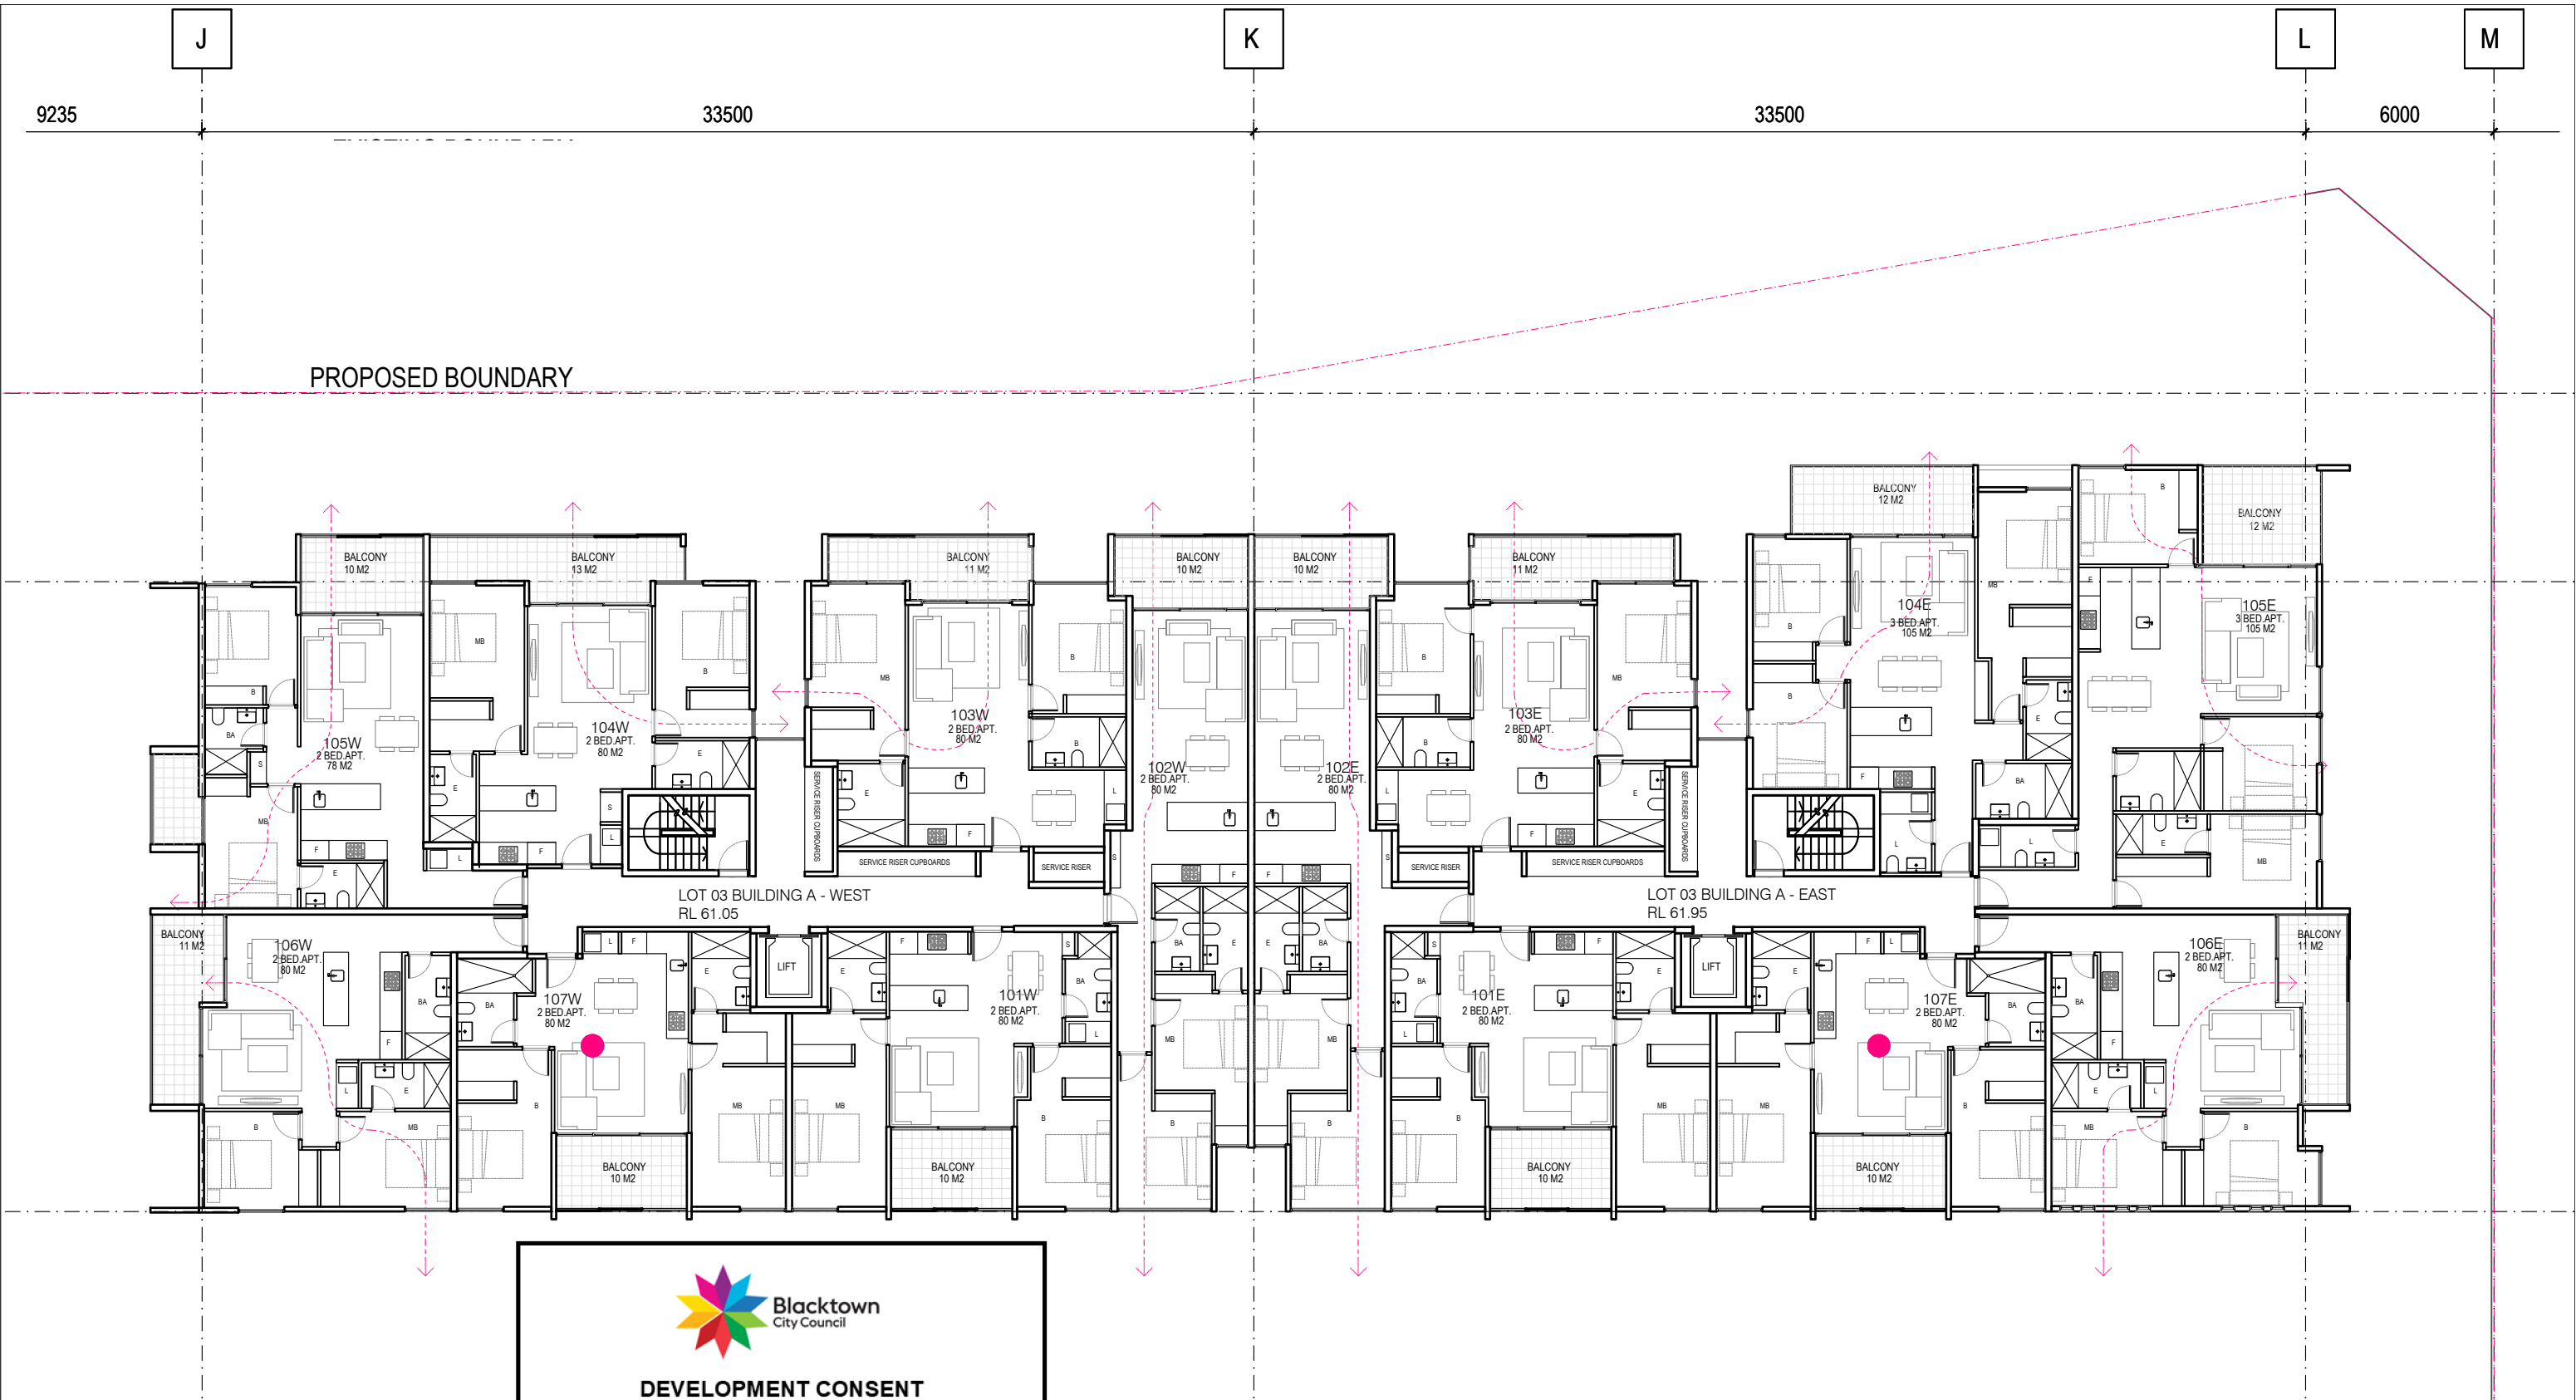 J
K
L
M
9235
33500
33500
6000
PROPOSED BOUNDARY
BALCONY
10 M2
BALCONY
13 M2
BALCONY
11 M2
BALCONY
10 M2
BALCONY
10 M2
BALCONY
11 M2
BALCONY
12 M2
BALCONY
12 M2
105W
2 BED.APT.
78 M2
104W
2 BED.APT.
80 M2
103W
2 BED.APT.
80 M2
102W
2 BED.APT.
80 M2
102E
2 BED.APT.
80 M2
103E
2 BED.APT.
80 M2
104E
3 BED.APT.
105 M2
105E
3 BED.APT.
105 M2
SERVICE RISER CUPBOARDS
SERVICE RISER CUPBOARDS
SERVICE RISER
SERVICE RISER
SERVICE RISER CUPBOARDS
SERVICE RISER CUPBOARDS
LOT 03 BUILDING A - WEST
RL 61.05
LOT 03 BUILDING A - EAST
RL 61.95
BALCONY
11 M2
106W
2 BED.APT.
80 M2
107W
2 BED.APT.
80 M2
LIFT
101W
2 BED.APT.
80 M2
101E
2 BED.APT.
80 M2
LIFT
107E
2 BED.APT.
80 M2
106E
2 BED.APT.
80 M2
BALCONY
11 M2
BALCONY
10 M2
BALCONY
10 M2
BALCONY
10 M2
BALCONY
10 M2
Blacktown
City Council
DEVELOPMENT CONSENT